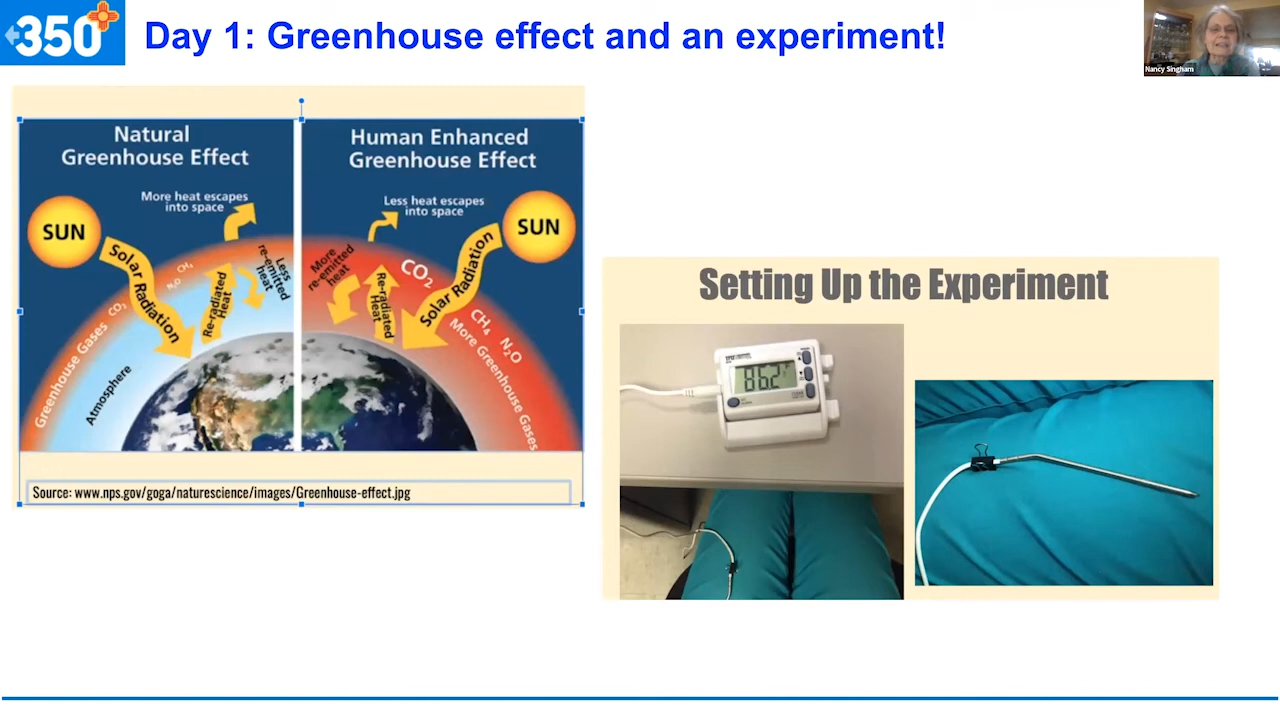 350
Day 1: Greenhouse effect and an experiment!
Nancy Singham
Natural
Greenhouse Effect
More heat escapes
into space
SUN
Solar Radiation
Re-radiated
Heat
Less
re-emitted
heat
CH₄
N₂O
CO₂
Greenhouse Gases
Atmosphere
Human Enhanced
Greenhouse Effect
Less heat escapes
into space
SUN
Solar Radiation
More
re-emitted
heat
Re-radiated
Heat
CO₂
CH₄
N₂O
More Greenhouse Gases
Source: www.nps.gov/goga/naturescience/images/Greenhouse-effect.jpg
Setting Up the Experiment
86.2